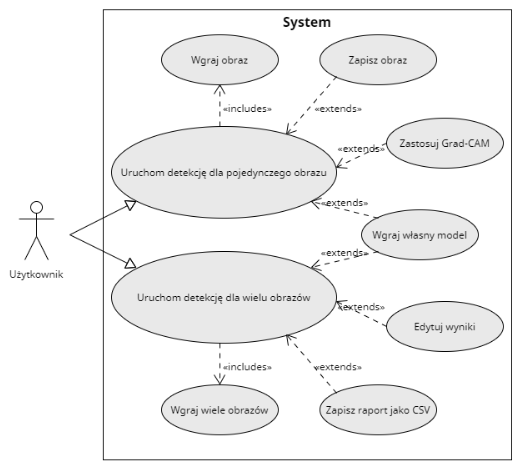 System
Wgraj obraz
Zapisz obraz
«includes»
«extends»
Zastosuj Grad-CAM
«extends»
Uruchom detekcję dla pojedynczego obrazu
«extends»
Wgraj własny model
Użytkownik
«extends»
Uruchom detekcję dla wielu obrazów
«extends»
Edytuj wyniki
«includes»
«extends»
Wgraj wiele obrazów
Zapisz raport jako CSV